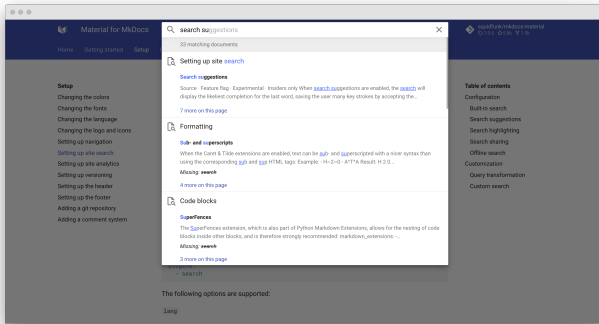 Material for MkDocs
search suggestions
squidfunk/mkdocs-material
Home Getting started Setup
33 matching documents
Setting up site search
Search suggestions
Source · Feature flag · Experimental · Insiders only When search suggestions are enabled, the search will
display the likeliest completion for the last word, saving the user many key strokes by accepting the...
7 more on this page
Formatting
Sub- and superscripts
When the Caret & Tilde extensions are enabled, text can be sub- and superscripted with a nicer syntax than
using the corresponding sub and sup HTML tags: Example:
Missing: search
4 more on this page
Code blocks
SuperFences
The SuperFences extension, which is also part of Python Markdown Extensions, allows for the nesting of code
blocks inside other blocks, and is therefore strongly recommended: markdown_extensions: -...
Missing: search
3 more on this page
Setup
Changing the colors
Changing the fonts
Changing the language
Changing the logo and icons
Setting up navigation
Setting up site search
Setting up site analytics
Setting up versioning
Setting up the header
Setting up the footer
Adding a git repository
Adding a comment system
Table of contents
Configuration
Built-in search
Search suggestions
Search highlighting
Search sharing
Offline search
Customization
Query transformation
Custom search
- search
The following options are supported:
lang